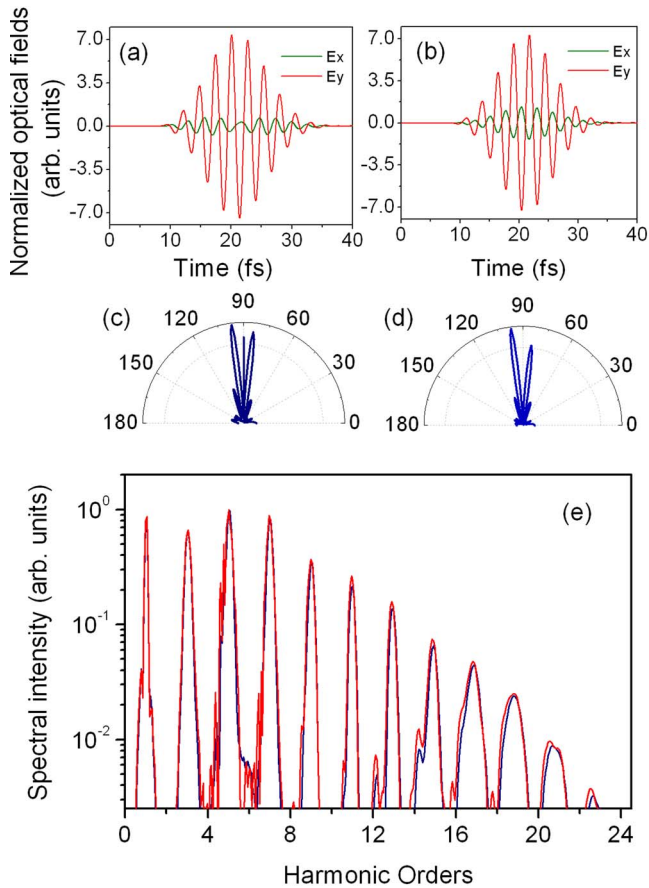 Normalized optical fields
(arb. units)
(a)
Ex
Ey
7.0
3.5
0.0
-3.5
-7.0
0 10 20 30 40
Time (fs)
(b)
Ex
Ey
7.0
3.5
0.0
-3.5
-7.0
0 10 20 30 40
Time (fs)
(c)
180 150 120 90 60 30 0
(d)
180 150 120 90 60 30 0
(e)
Spectral intensity (arb. units)
10^0
10^-1
10^-2
0 4 8 12 16 20 24
Harmonic Orders